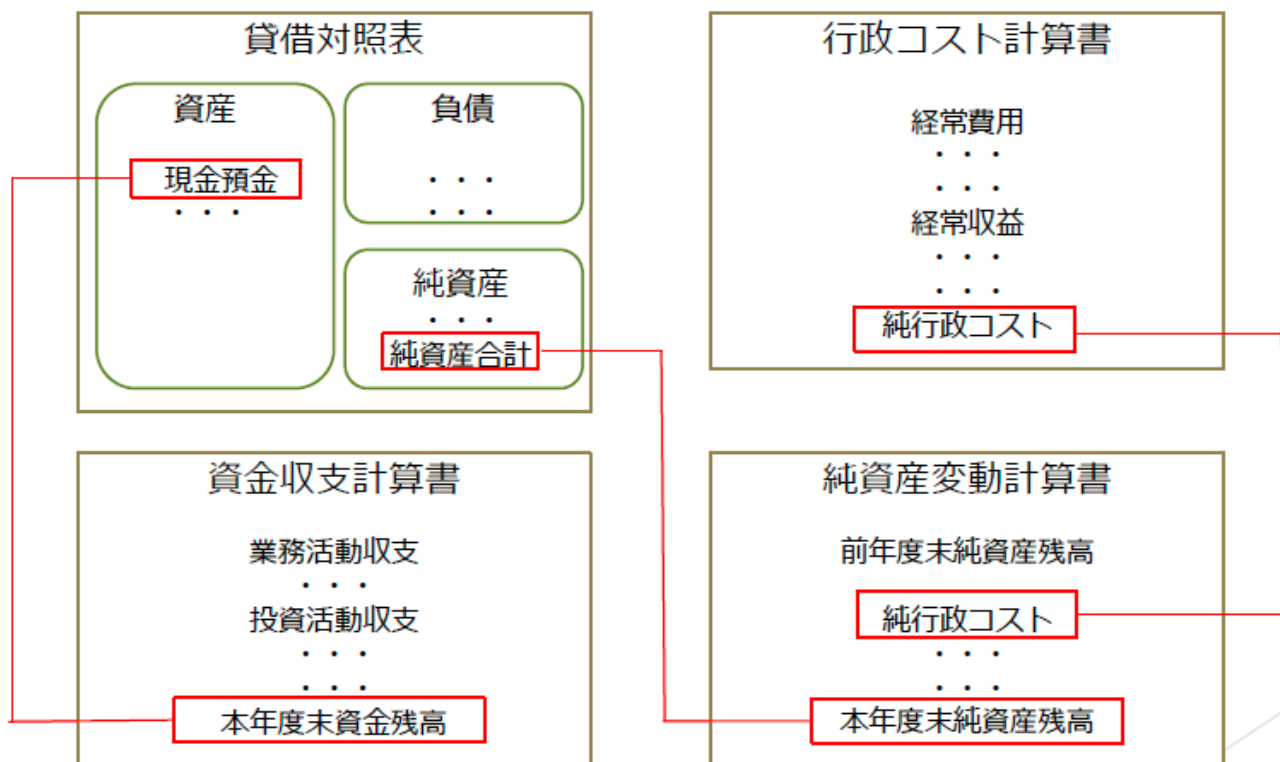 貸借対照表
資産
現金預金
・・・
負債
・・・
・・・
純資産
・・・
純資産合計
行政コスト計算書
経常費用
・・・
・・・
経常収益
・・・
・・・
純行政コスト
資金収支計算書
業務活動収支
・・・
投資活動収支
・・・
・・・
本年度末資金残高
純資産変動計算書
前年度末純資産残高
純行政コスト
・・・
・・・
本年度末純資産残高